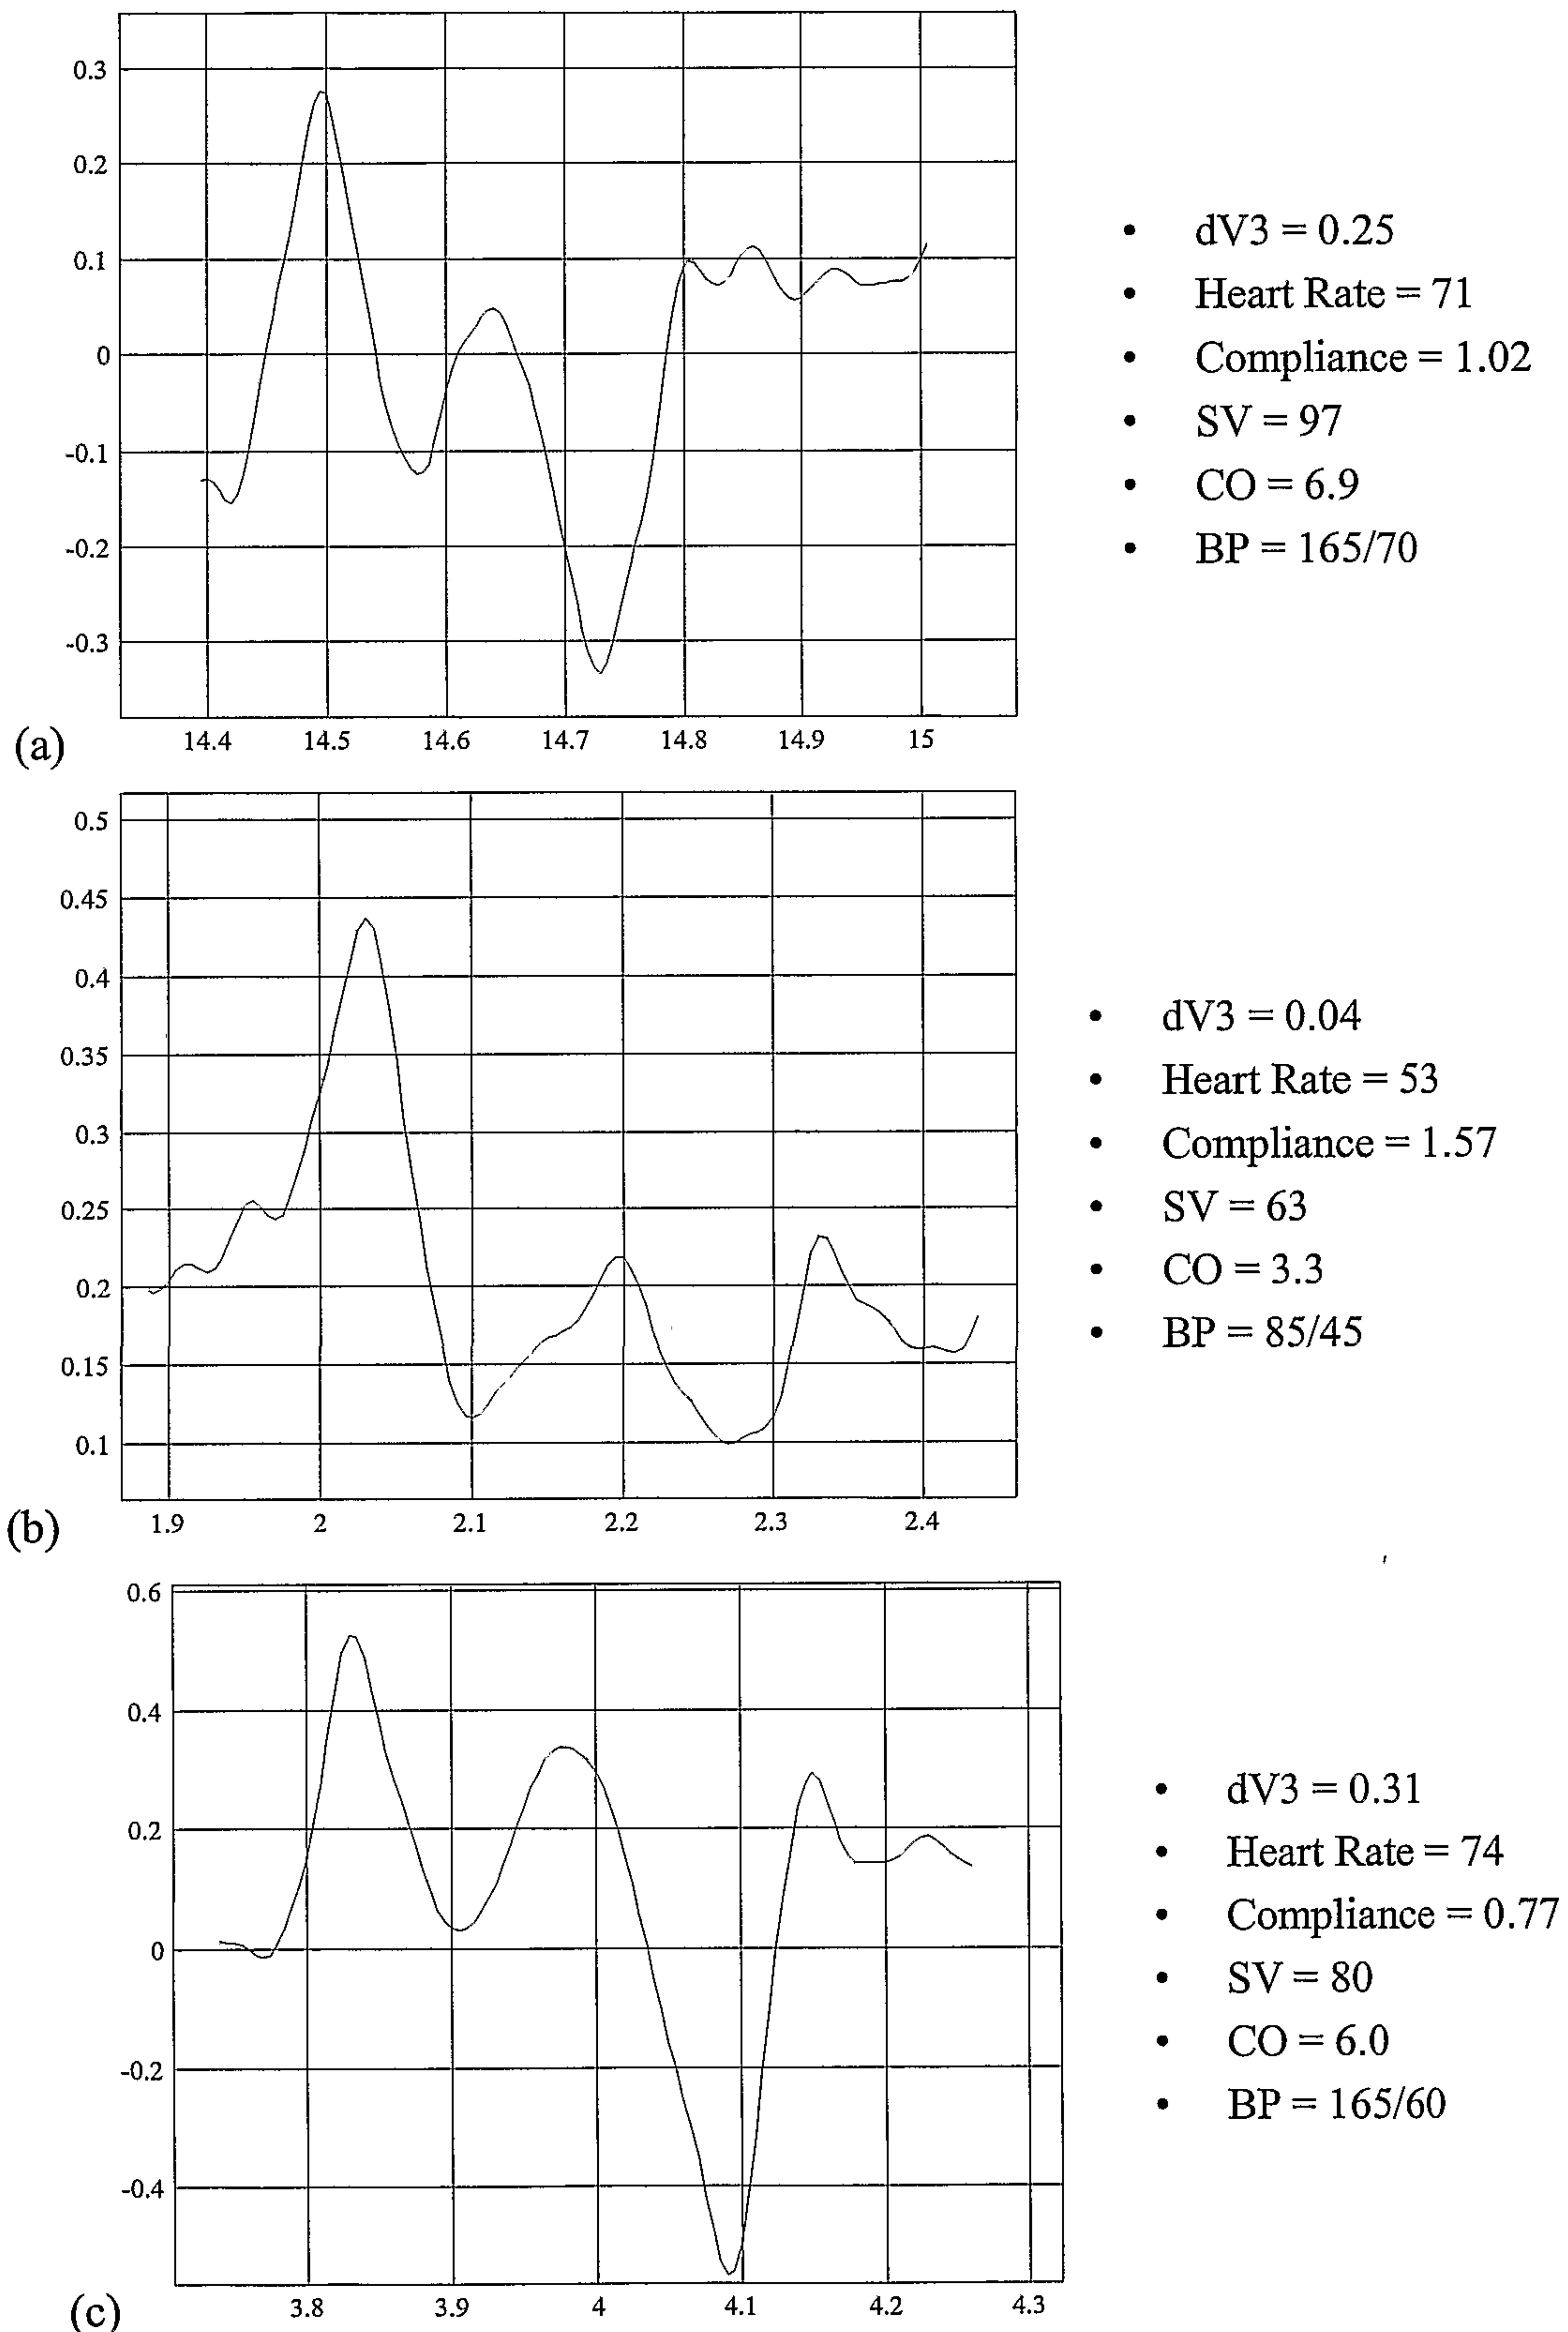 0.3
0.2
0.1
0
-0.1
-0.2
-0.3
14.4 14.5 14.6 14.7 14.8 14.9 15
(a)
• dV3 = 0.25
• Heart Rate = 71
• Compliance = 1.02
• SV = 97
• CO = 6.9
• BP = 165/70
0.5
0.45
0.4
0.35
0.3
0.25
0.2
0.15
0.1
1.9 2 2.1 2.2 2.3 2.4
(b)
• dV3 = 0.04
• Heart Rate = 53
• Compliance = 1.57
• SV = 63
• CO = 3.3
• BP = 85/45
0.6
0.4
0.2
0
-0.2
-0.4
3.8 3.9 4 4.1 4.2 4.3
(c)
• dV3 = 0.31
• Heart Rate = 74
• Compliance = 0.77
• SV = 80
• CO = 6.0
• BP = 165/60